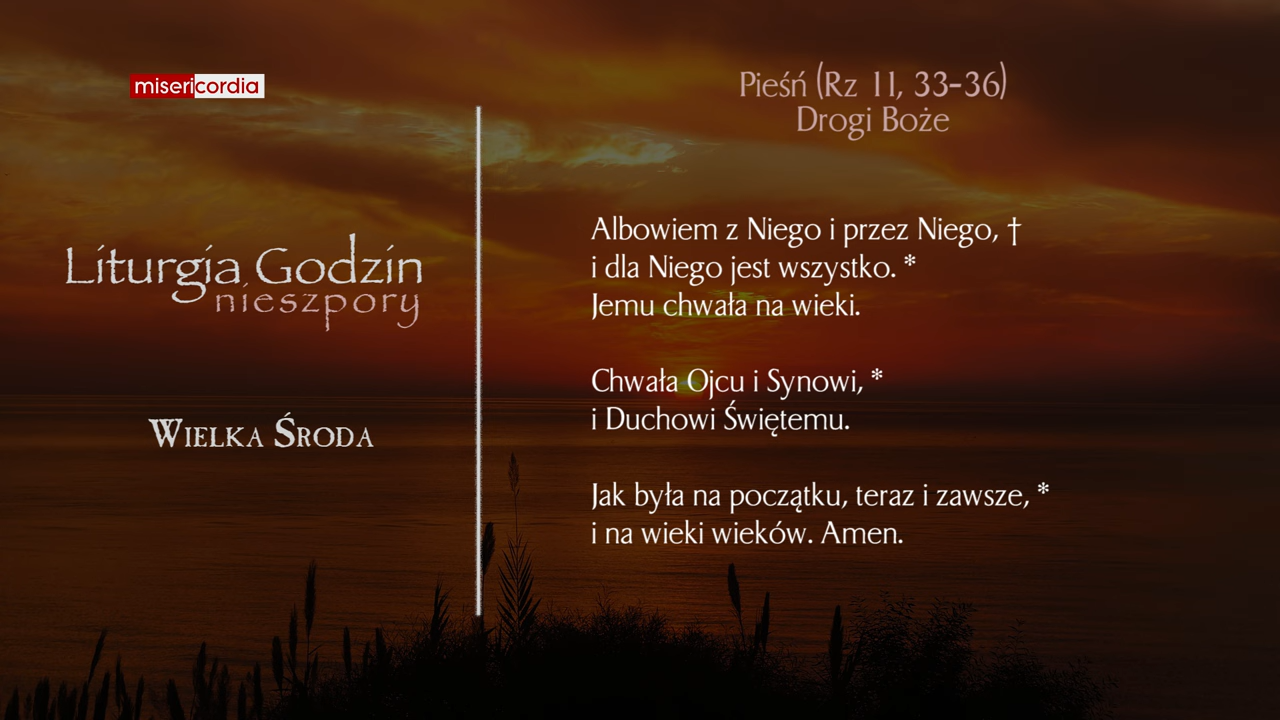 misericordia
Liturgia Godzin
nieszpory
Wielka Środa
Pieśń (Rz 11, 33-36)
Drogi Boże
Albowiem z Niego i przez Niego, †
i dla Niego jest wszystko. *
Jemu chwała na wieki.
Chwała Ojcu i Synowi, *
i Duchowi Świętemu.
Jak była na początku, teraz i zawsze, *
i na wieki wieków. Amen.